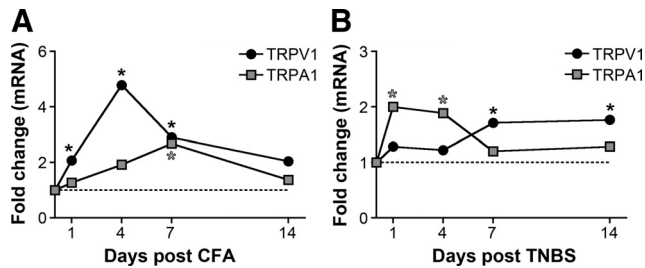 A
Fold change (mRNA)
6
4
2
0
TRPV1
TRPA1
*
*
*
*
1
4
7
14
Days post CFA
B
Fold change (mRNA)
3
2
1
0
TRPV1
TRPA1
*
*
*
*
1
4
7
14
Days post TNBS